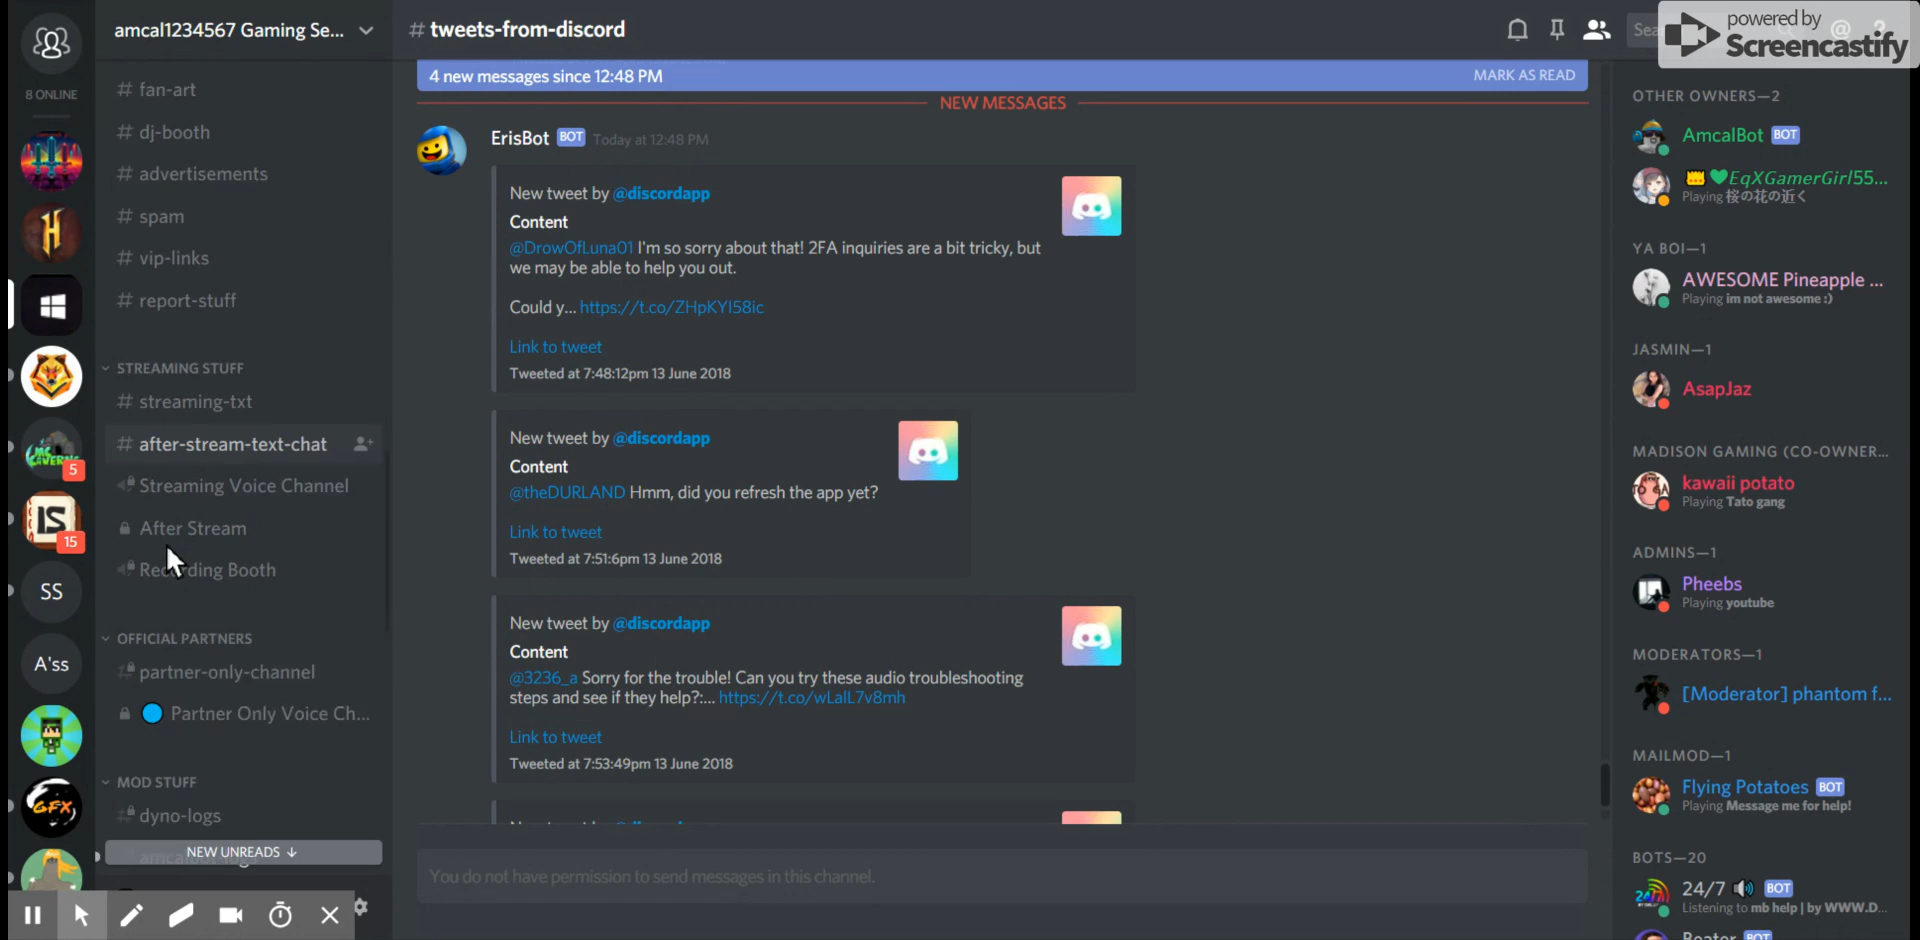 8 ONLINE
5
15
SS
A'ss
GFX
amcal1234567 Gaming Se...
# fan-art
# dj-booth
# advertisements
# spam
# vip-links
# report-stuff
STREAMING STUFF
# streaming-txt
# after-stream-text-chat
Streaming Voice Channel
After Stream
Recording Booth
OFFICIAL PARTNERS
# partner-only-channel
Partner Only Voice Ch...
MOD STUFF
# dyno-logs
NEW UNREADS ↓
# tweets-from-discord
4 new messages since 12:48 PM
MARK AS READ
NEW MESSAGES
ErisBot BOT Today at 12:48 PM
New tweet by @discordapp
Content
@DrowOfLuna01 I'm so sorry about that! 2FA inquiries are a bit tricky, but
we may be able to help you out.
Could y... https://t.co/ZHpKYI58ic
Link to tweet
Tweeted at 7:48:12pm 13 June 2018
New tweet by @discordapp
Content
@theDURLAND Hmm, did you refresh the app yet?
Link to tweet
Tweeted at 7:51:6pm 13 June 2018
New tweet by @discordapp
Content
@3236_a Sorry for the trouble! Can you try these audio troubleshooting
steps and see if they help?:... https://t.co/wLalL7v8mh
Link to tweet
Tweeted at 7:53:49pm 13 June 2018
You do not have permission to send messages in this channel.
Sea
powered by
Screencastify
OTHER OWNERS—2
AmcalBot BOT
EqXGamerGirl55...
Playing 桜の花の近く
YA BOI—1
AWESOME Pineapple ...
Playing im not awesome :)
JASMIN—1
AsapJaz
MADISON GAMING (CO-OWNER...
kawaii potato
Playing Tato gang
ADMINS—1
Pheebs
Playing youtube
MODERATORS—1
[Moderator] phantom f...
MAILMOD—1
Flying Potatoes BOT
Playing Message me for help!
BOTS—20
24/7 BOT
Listening to mb help | by WWW.D...